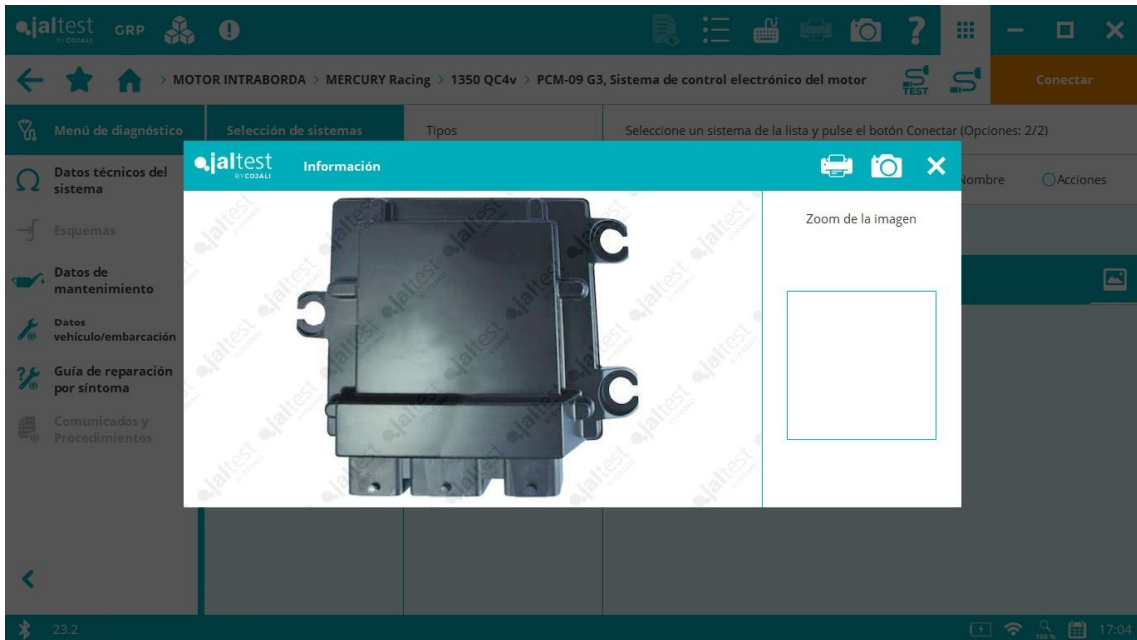 jaltest GRP
BY COJALI
?
> MOTOR INTRABORDA > MERCURY Racing > 1350 QC4v > PCM-09 G3, Sistema de control electrónico del motor
TEST
Conectar
Menú de diagnóstico
Selección de sistemas
Tipos
Seleccione un sistema de la lista y pulse el botón Conectar (Opciones: 2/2)
jaltest
BY COJALI
Información
Nombre
Acciones
Datos técnicos del
sistema
Esquemas
Datos de
mantenimiento
Datos
vehículo/embarcación
Guía de reparación
por síntoma
Comunicados y
Procedimientos
Zoom de la imagen
23.2
100 %
17:04